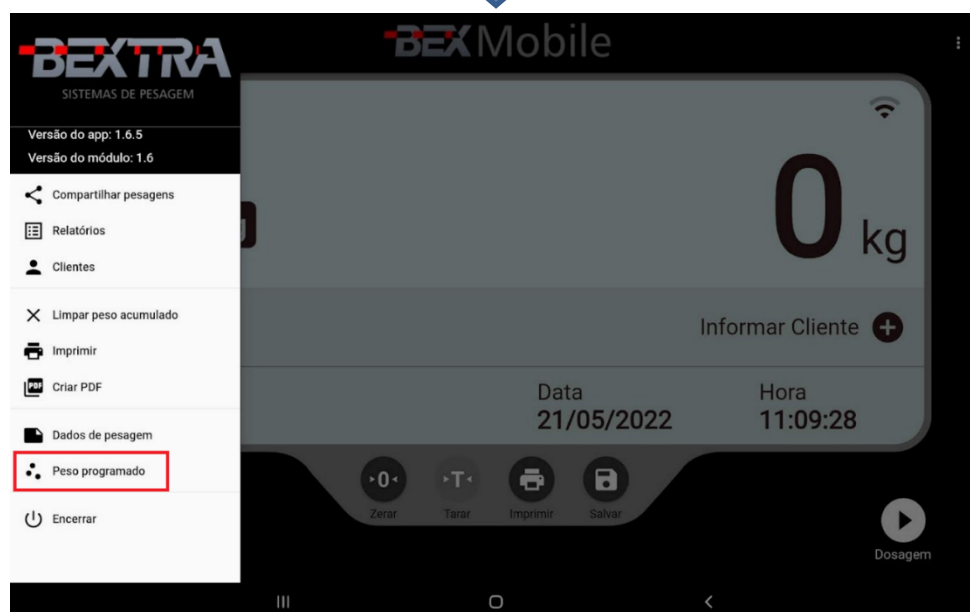 BEXTRA
SISTEMAS DE PESAGEM
Versão do app: 1.6.5
Versão do módulo: 1.6
Compartilhar pesagens
Relatórios
Clientes
Limpar peso acumulado
Imprimir
PDF
Criar PDF
Dados de pesagem
Peso programado
Encerrar
BEX Mobile
0 kg
Informar Cliente
Data
21/05/2022
Hora
11:09:28
0
Zerar
T
Tarar
Imprimir
Salvar
Dosagem